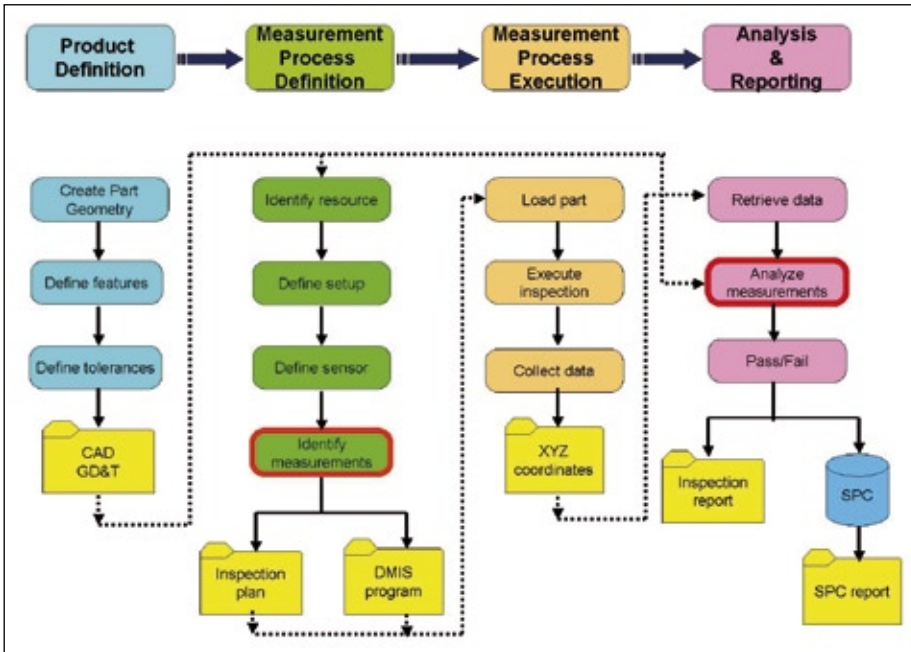 Product
Definition
Measurement
Process
Definition
Measurement
Process
Execution
Analysis
&
Reporting
Create Part
Geometry
Define features
Define tolerances
CAD
GD&T
Identify resource
Define setup
Define sensor
Identify
measurements
Inspection
plan
DMIS
program
Load part
Execute
inspection
Collect data
XYZ
coordinates
Retrieve data
Analyze
measurements
Pass/Fail
Inspection
report
SPC
SPC report